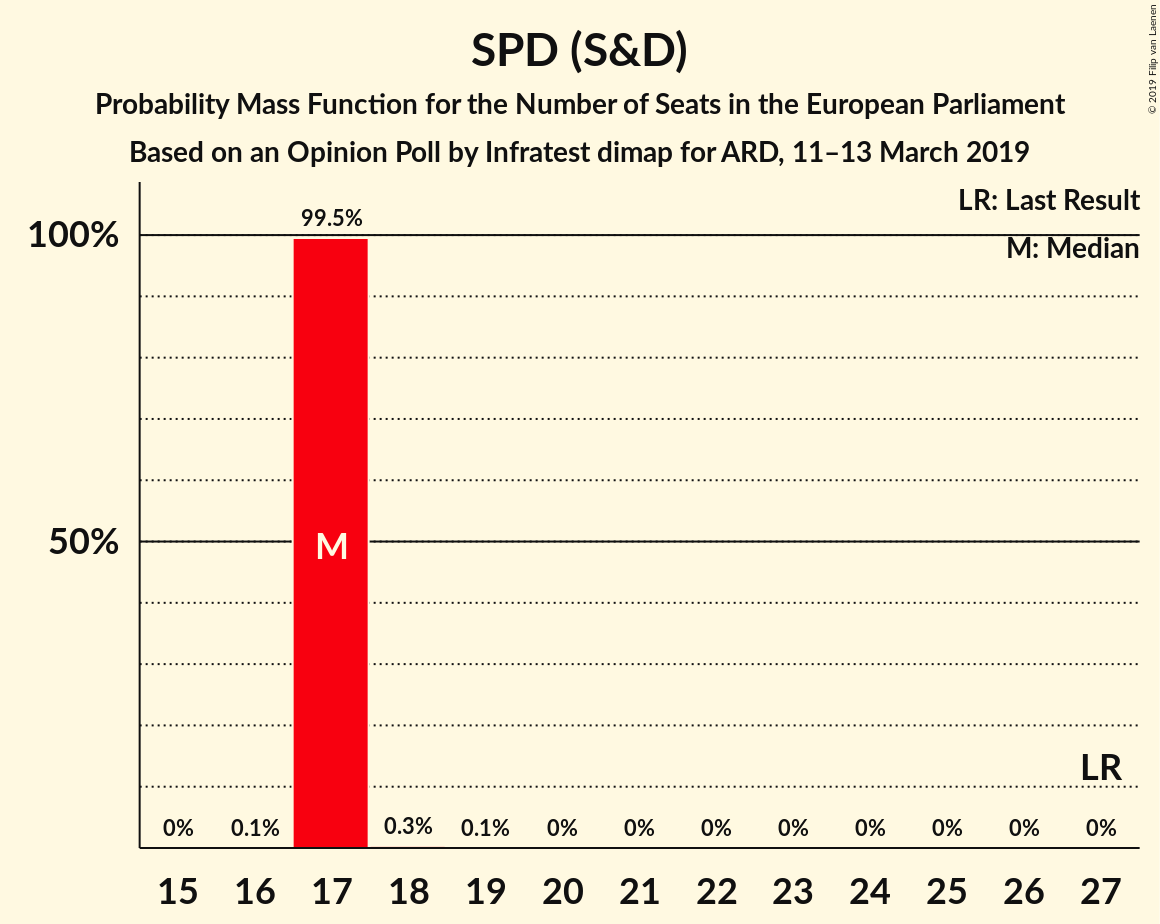 SPD (S&D)
Probability Mass Function for the Number of Seats in the European Parliament
Based on an Opinion Poll by Infratest dimap for ARD, 11–13 March 2019
© 2019 Filip van Laenen
LR: Last Result
M: Median
99.5%
100%
50%
M
LR
0% 0.1% 0.3% 0.1% 0% 0% 0% 0% 0% 0% 0% 0%
15 16 17 18 19 20 21 22 23 24 25 26 27